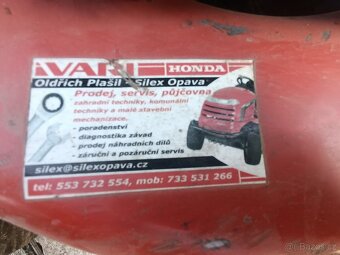 iVARI HONDA
Oldřich Plašil - Silex Opava
Prodej, servis, půjčovna
zahradní techniky, komunální
techniky a malé stavební
mechanizace.
- poradenství
- diagnostika závad
- prodej náhradních dílů
- záruční a pozáruční servis
silex@silexopava.cz
tel: 553 732 554, mob: 733 531 266